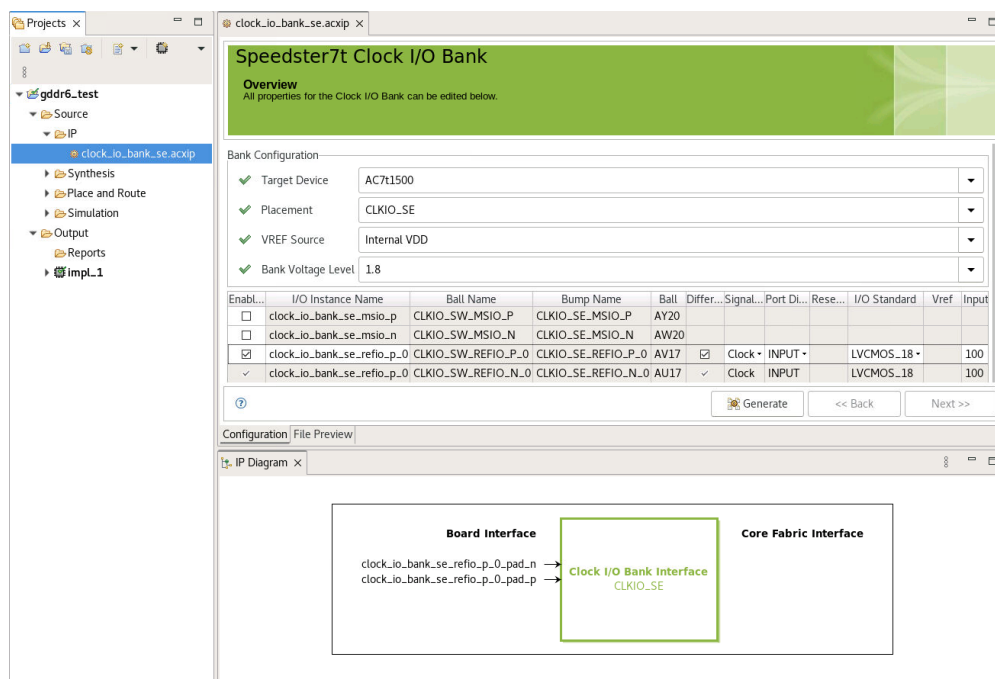 Projects
gddr6_test
Source
IP
clock_io_bank_se.acxip
Synthesis
Place and Route
Simulation
Output
Reports
impl_1
clock_io_bank_se.acxip
Speedster7t Clock I/O Bank
Overview
All properties for the Clock I/O Bank can be edited below.
Bank Configuration
Target Device AC7t1500
Placement CLKIO_SE
VREF Source Internal VDD
Bank Voltage Level 1.8
Enabl... I/O Instance Name Ball Name Bump Name Ball Differ... Signal... Port Di... Rese... I/O Standard Vref Input
clock_io_bank_se_msio_p CLKIO_SW_MSIO_P CLKIO_SE_MSIO_P AY20
clock_io_bank_se_msio_n CLKIO_SW_MSIO_N CLKIO_SE_MSIO_N AW20
clock_io_bank_se_refio_p_0 CLKIO_SW_REFIO_P_0 CLKIO_SE_REFIO_P_0 AV17 Clock INPUT LVCMOS_18 100
clock_io_bank_se_refio_p_0 CLKIO_SW_REFIO_N_0 CLKIO_SE_REFIO_N_0 AU17 Clock INPUT LVCMOS_18 100
Generate << Back Next >>
Configuration File Preview
IP Diagram
Board Interface Core Fabric Interface
clock_io_bank_se_refio_p_0_pad_n
clock_io_bank_se_refio_p_0_pad_p
Clock I/O Bank Interface
CLKIO_SE